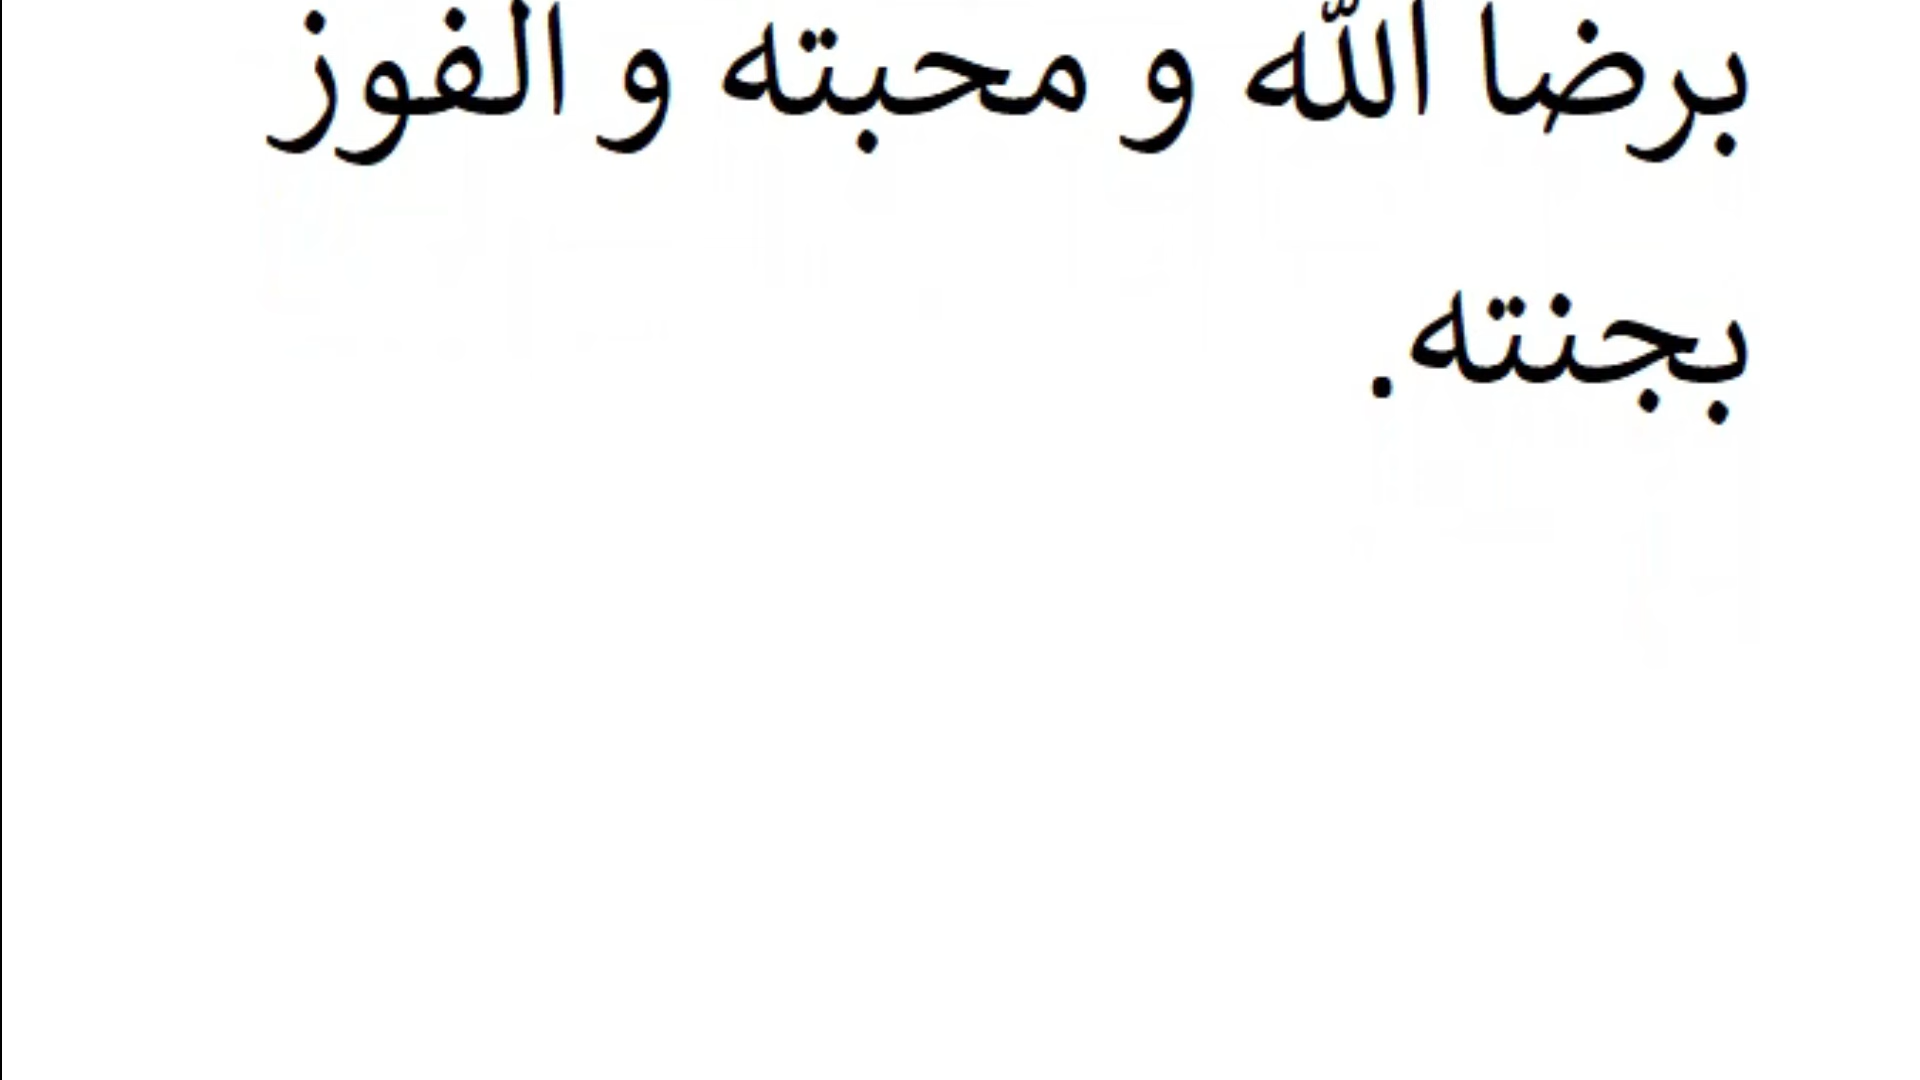 برضا الله و محبته و الفوز
بجنته.